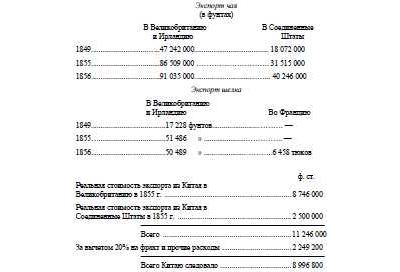 Экспорт чая
(в фунтах)
В Великобританию и Ирландию В Соединенные Штаты
1849 47 242 000 18 072 000
1855 86 509 000 31 515 000
1856 91 035 000 40 246 000
Экспорт шелка
В Великобританию и Ирландию Во Францию
1849 17 228 фунтов —
1855 51 486 » —
1856 50 489 » 6 458 тюков
ф. ст.
Реальная стоимость экспорта из Китая в
Великобританию в 1855 г. 8 746 000
Реальная стоимость экспорта из Китая в
Соединенные Штаты в 1855 г. 2 500 000
Всего 11 246 000
За вычетом 20% на фрахт и прочие расходы 2 249 200
Всего Китаю следовало 8 996 800